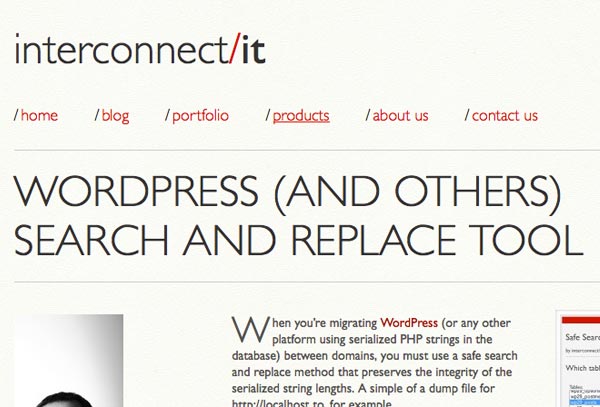 interconnect/it
/ home / blog / portfolio / products / about us / contact us
WORDPRESS (AND OTHERS)
SEARCH AND REPLACE TOOL
When you're migrating WordPress (or any other
platform using serialized PHP strings in the
database) between domains, you must use a safe search
and replace method that preserves the integrity of the
serialized string lengths. A simple of a dump file for
http://localhost to, for example,
Safe Sear
by interconnect
Which tabl
Tables: